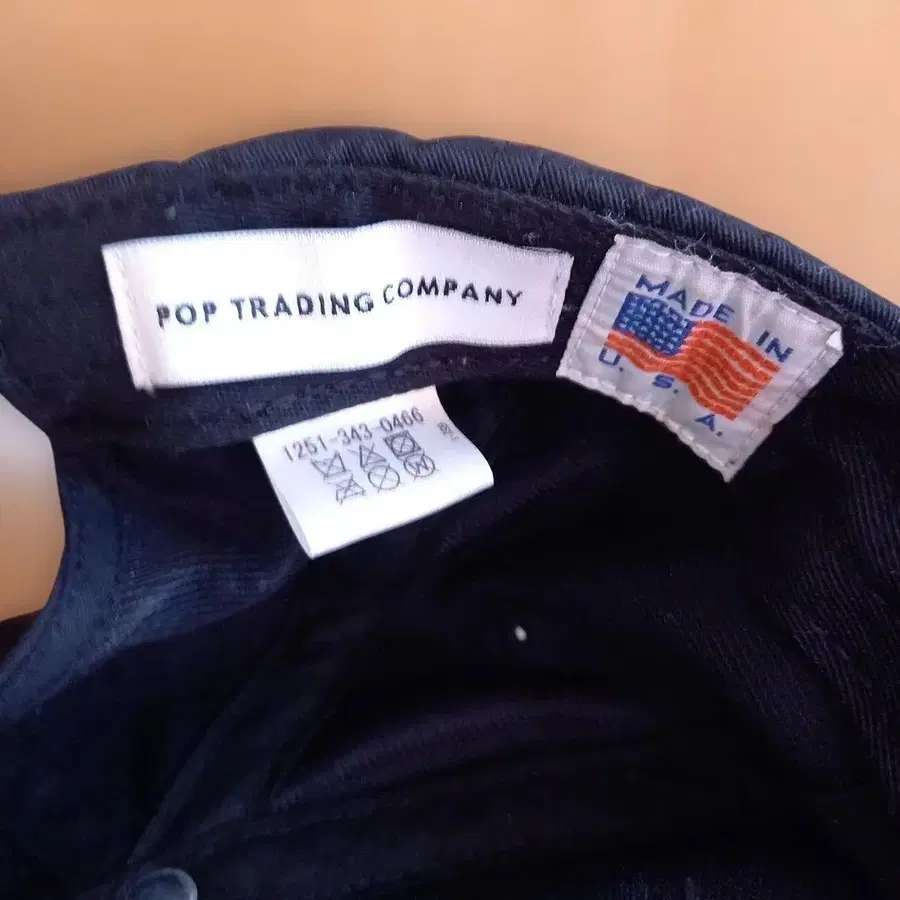 POP TRADING COMPANY
MADE IN
U. S. A.
1251-343-0466